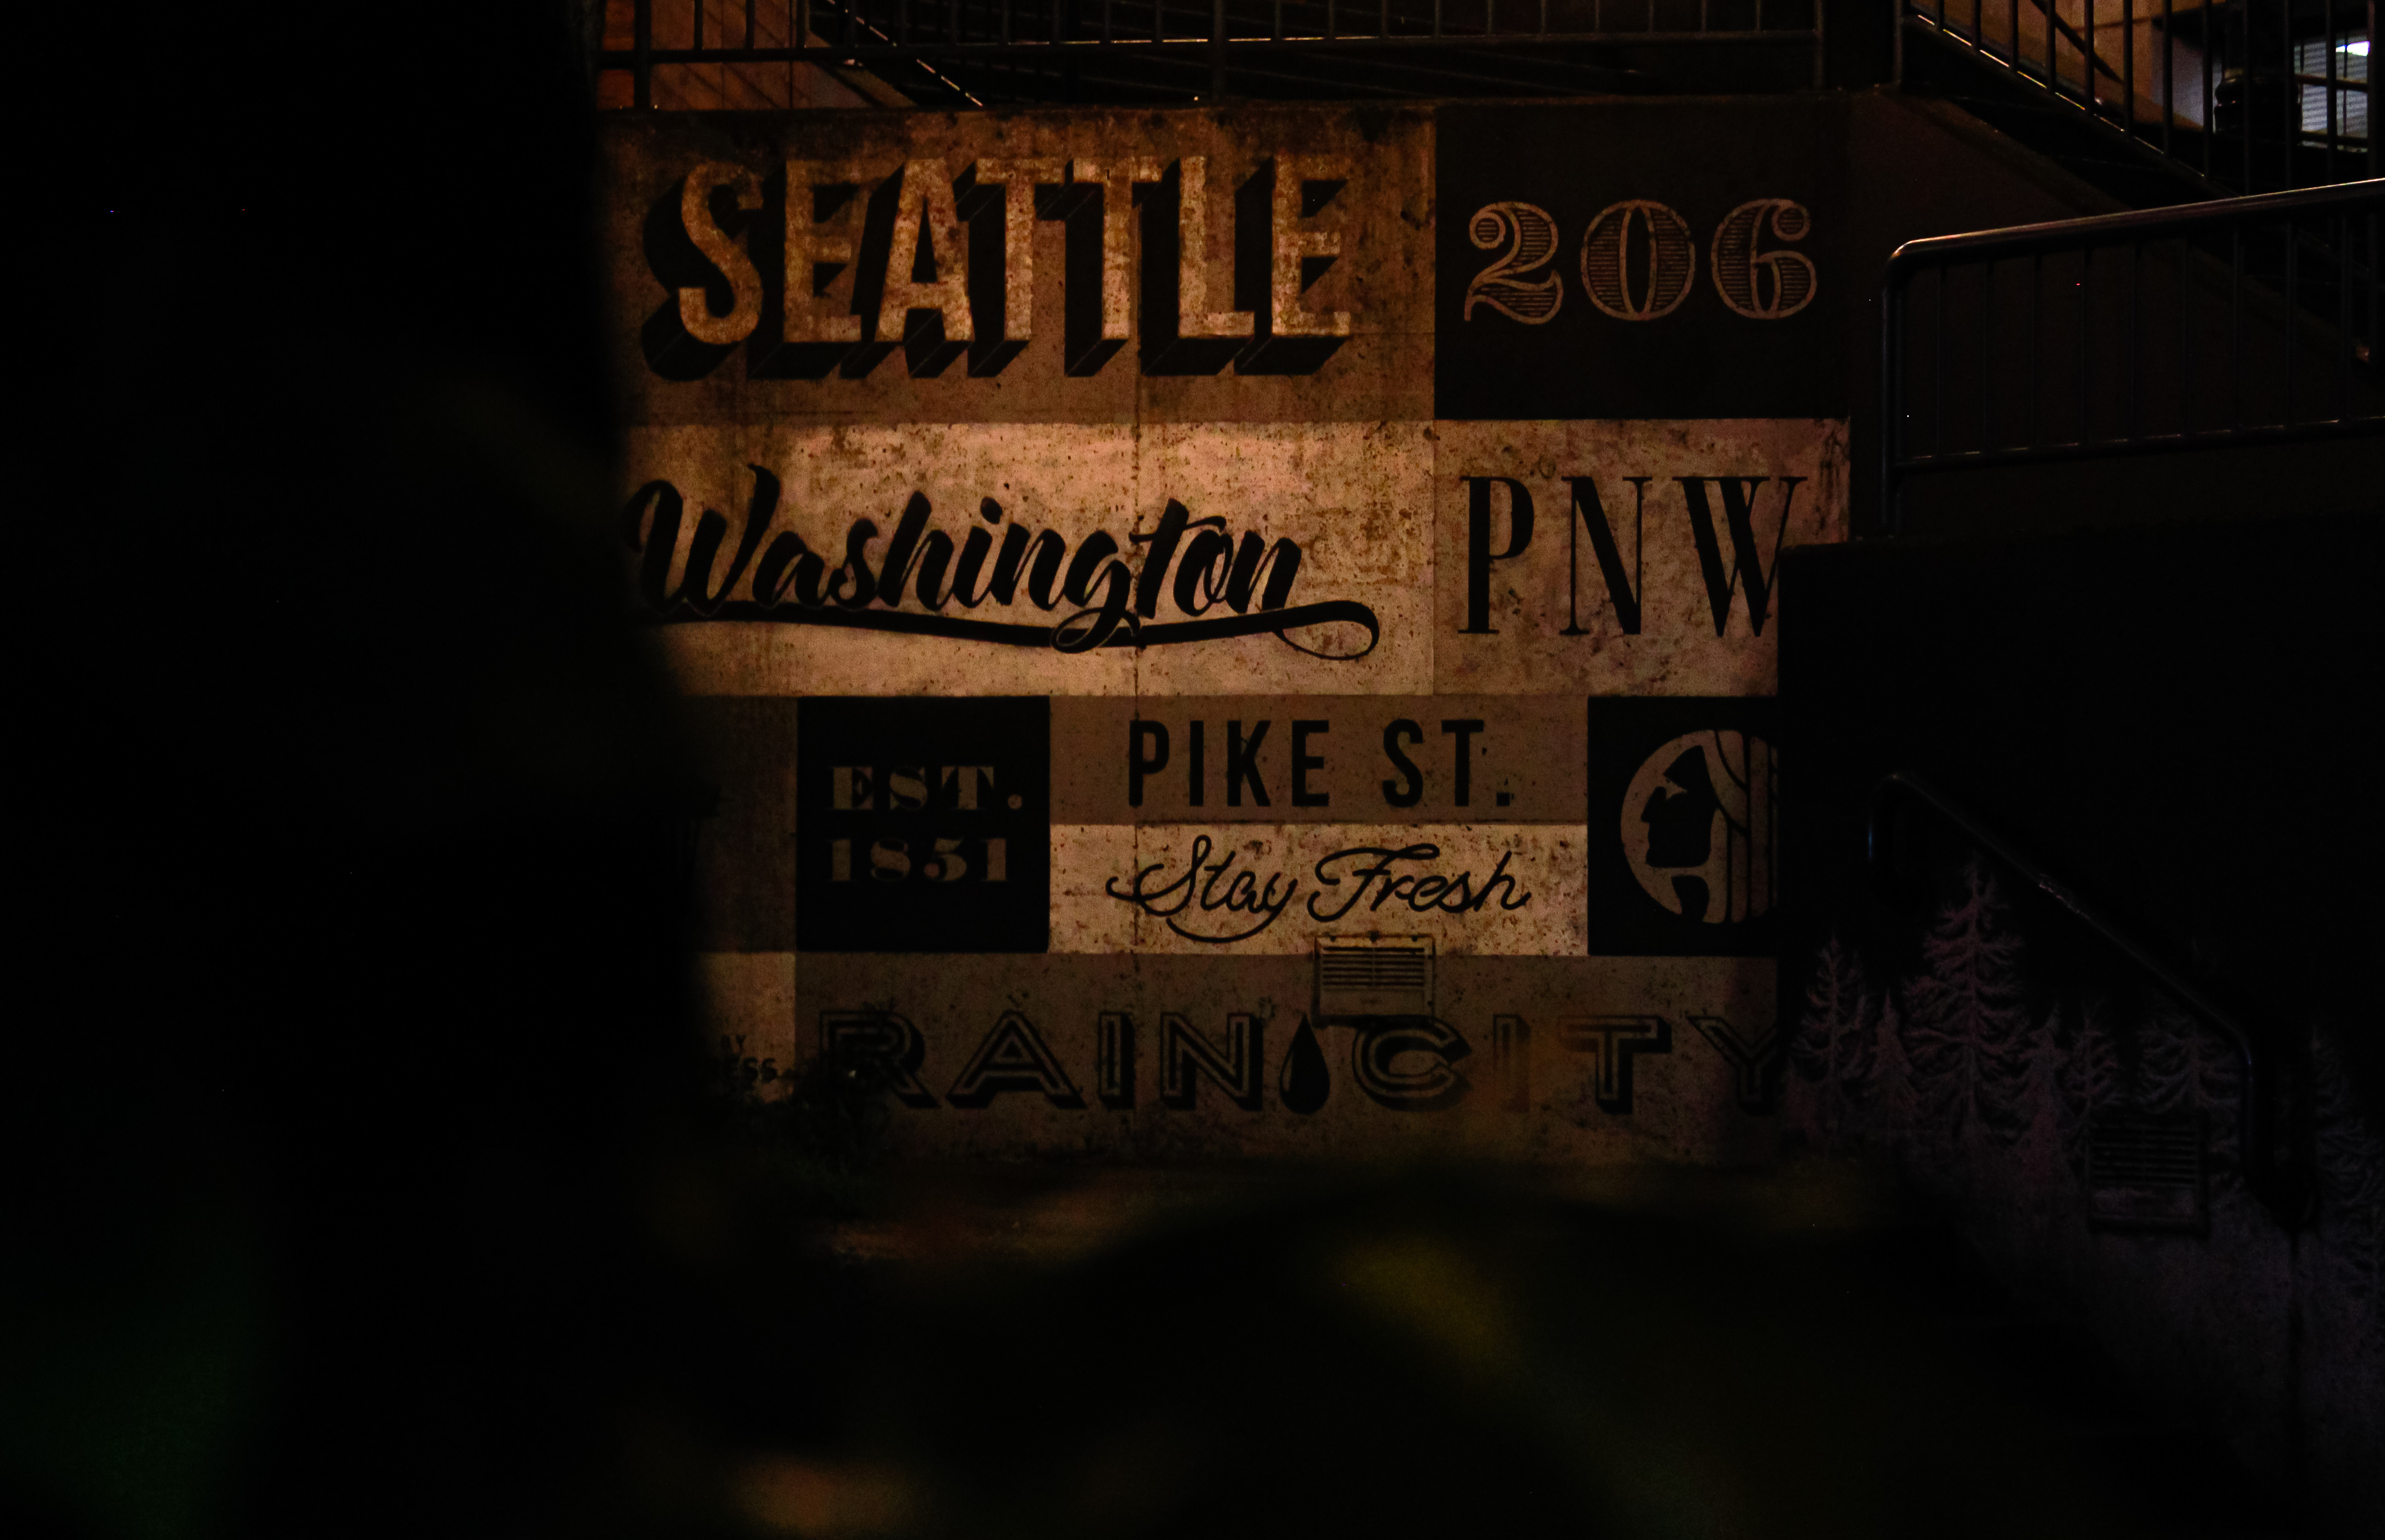 SEATTLE
206
Washington
PNW
EST.
1851
PIKE ST.
Stay Fresh
RAIN CITY